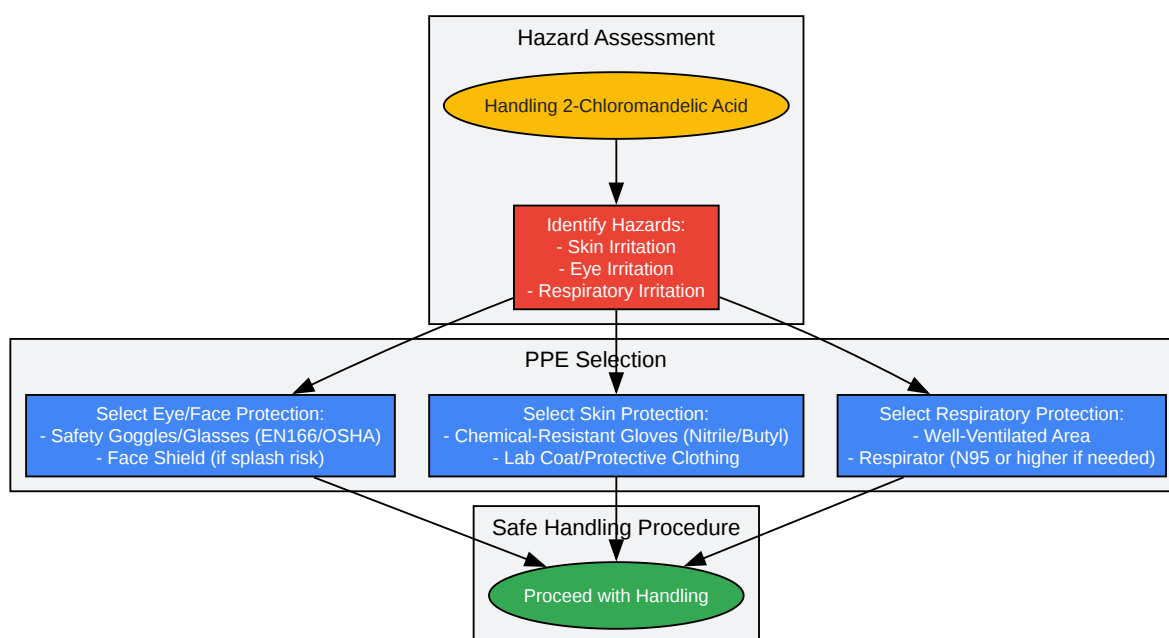 Hazard Assessment
Handling 2-Chloromandelic Acid
Identify Hazards:
- Skin Irritation
- Eye Irritation
- Respiratory Irritation
PPE Selection
Select Eye/Face Protection:
- Safety Goggles/Glasses (EN166/OSHA)
- Face Shield (if splash risk)
Select Skin Protection:
- Chemical-Resistant Gloves (Nitrile/Butyl)
- Lab Coat/Protective Clothing
Select Respiratory Protection:
- Well-Ventilated Area
- Respirator (N95 or higher if needed)
Safe Handling Procedure
Proceed with Handling